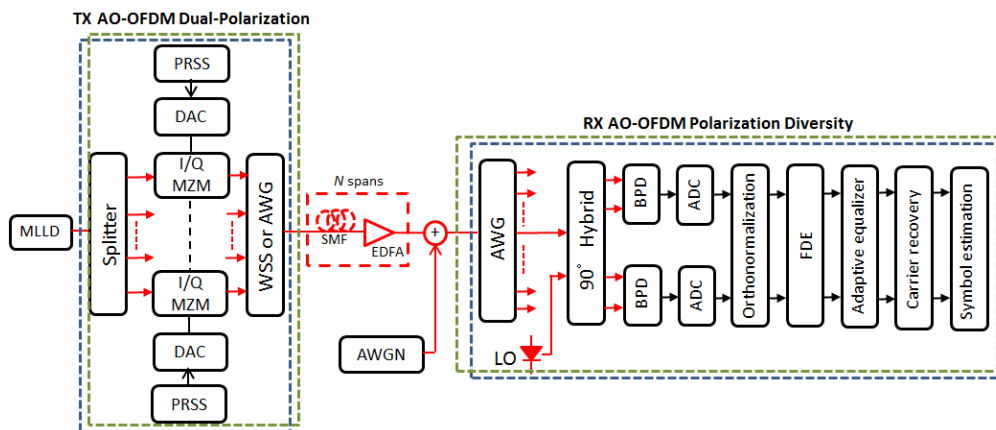 TX AO-OFDM Dual-Polarization
PRSS
DAC
I/Q
MZM
MLLD
Splitter
I/Q
MZM
DAC
PRSS
WSS or AWG
N spans
SMF
EDFA
+
AWGN
RX AO-OFDM Polarization Diversity
AWG
LO
90° Hybrid
BPD
ADC
BPD
ADC
Orthonormalization
FDE
Adaptive equalizer
Carrier recovery
Symbol estimation